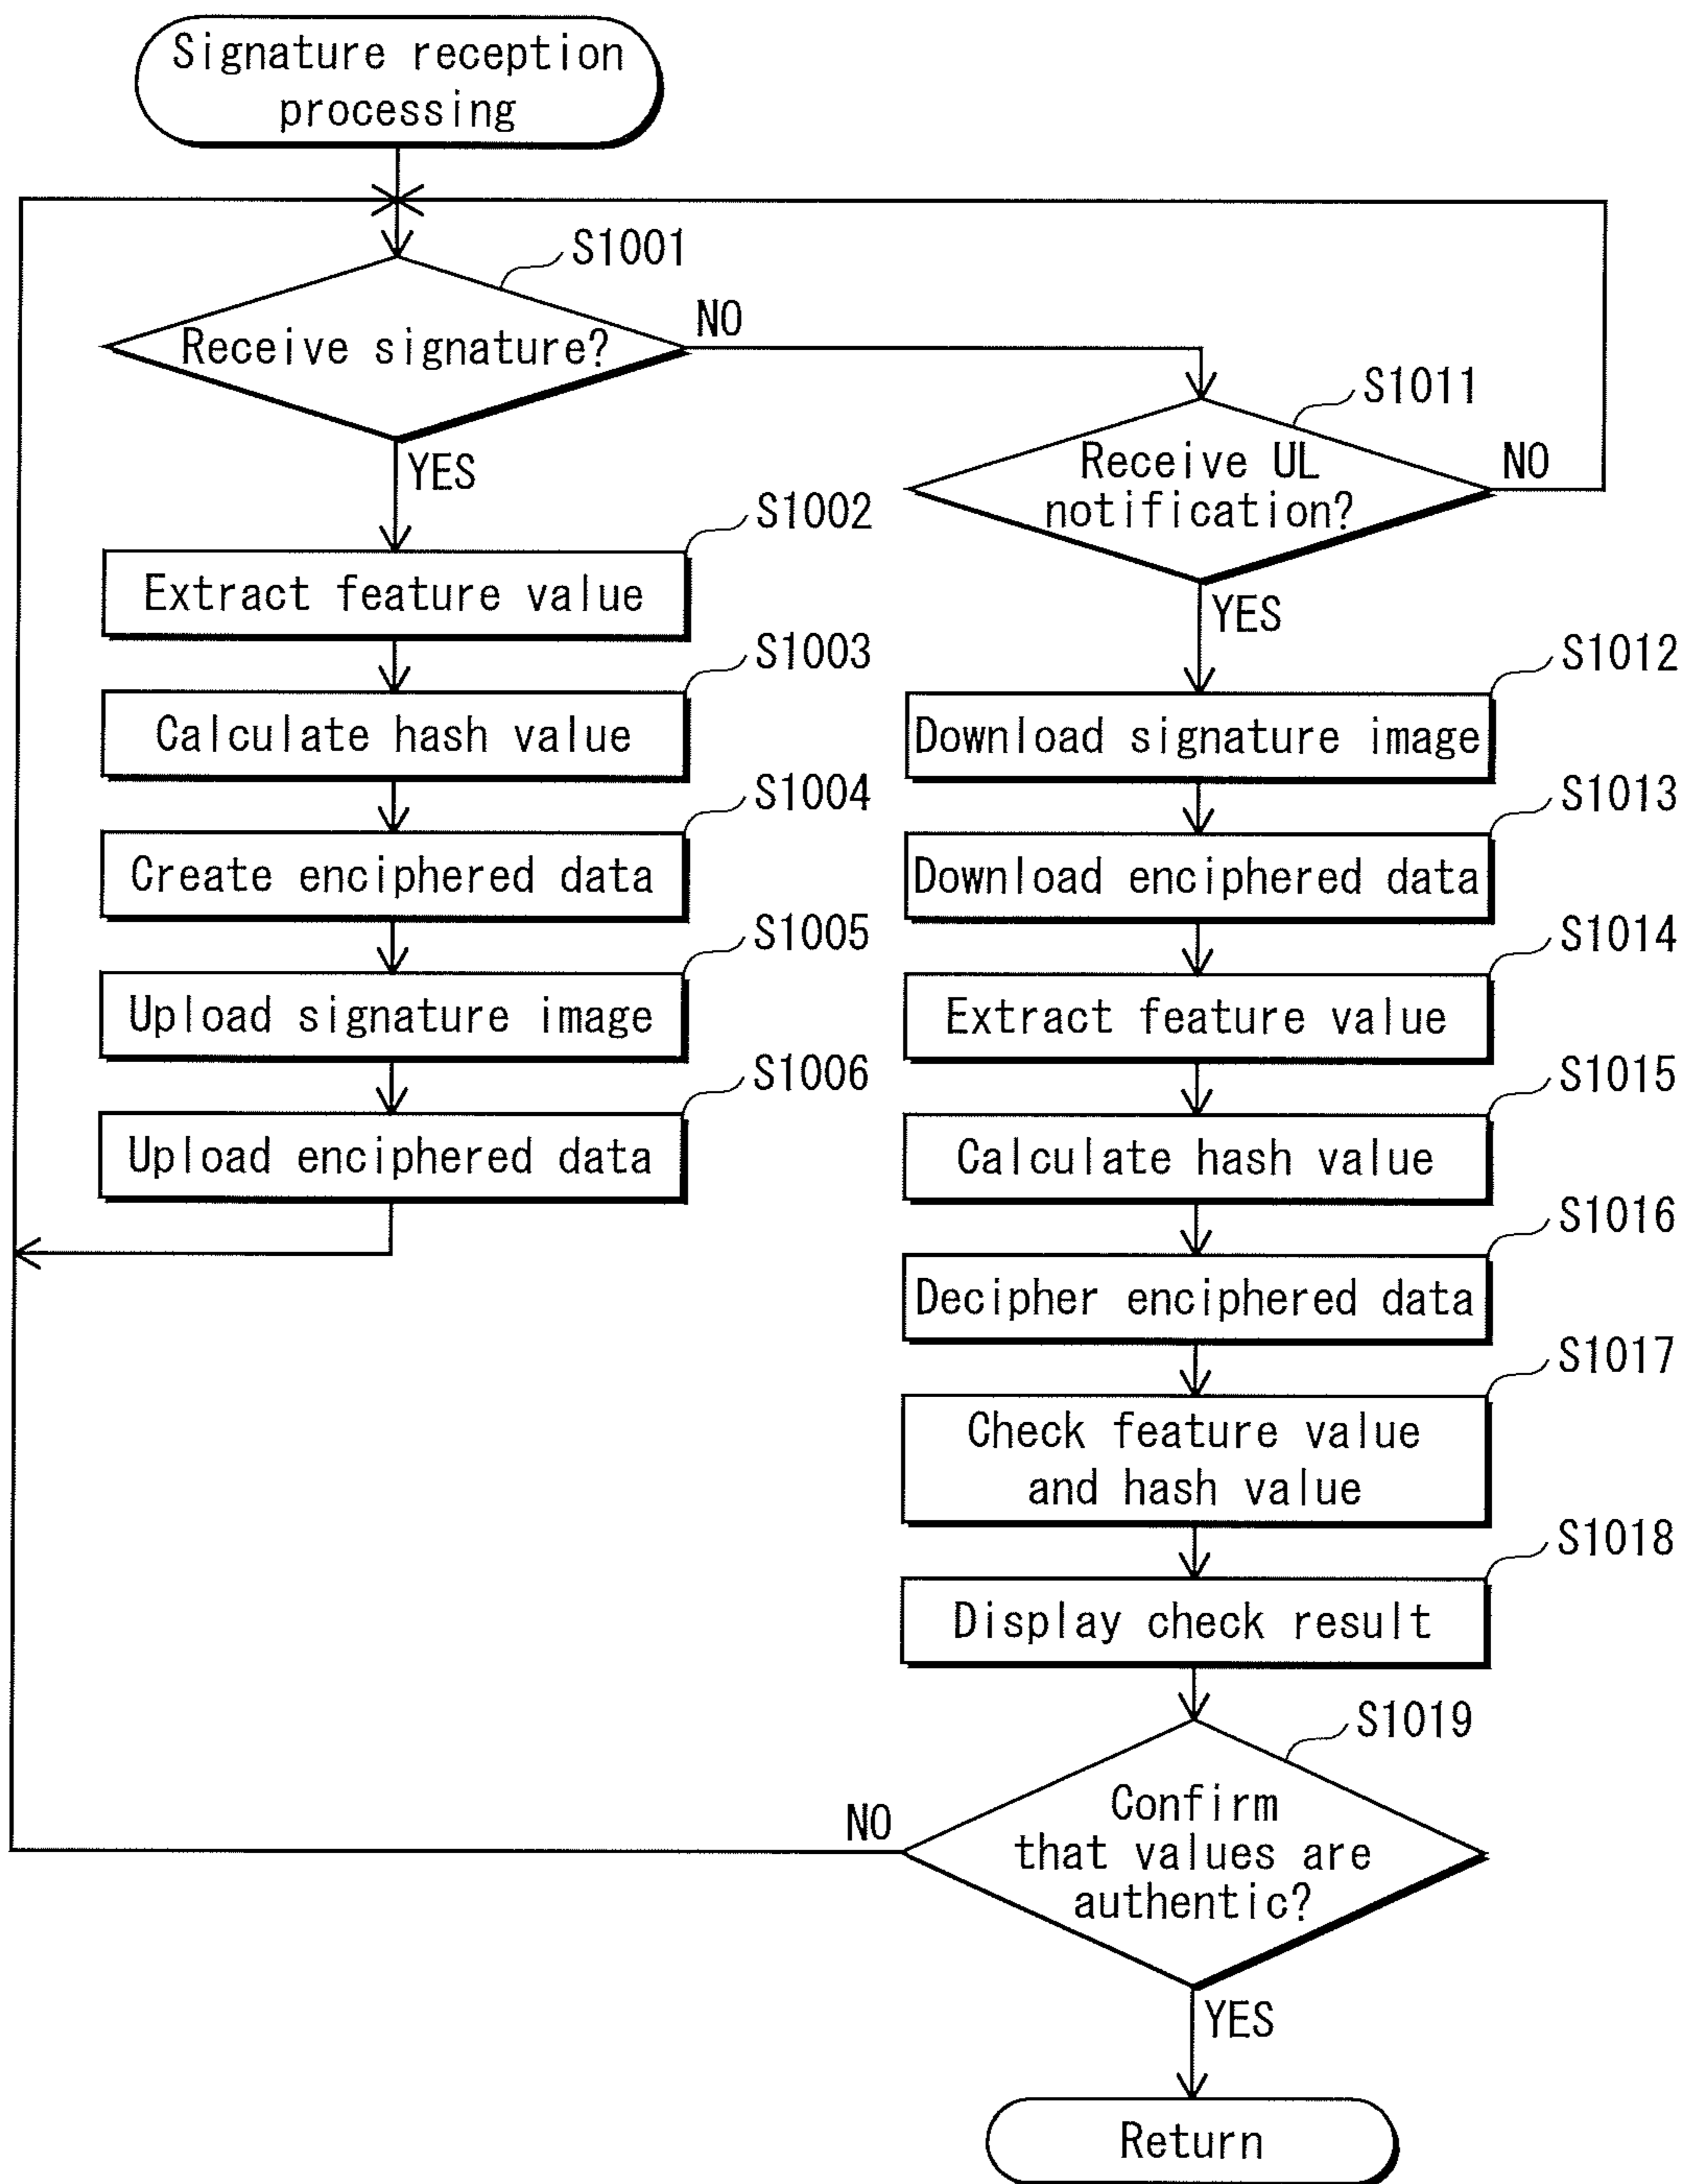 Signature reception
processing
S1001
Receive signature?
NO
YES
S1011
Receive UL
notification?
NO
YES
S1002
Extract feature value
S1003
Calculate hash value
S1004
Create enciphered data
S1005
Upload signature image
S1006
Upload enciphered data
S1012
Download signature image
S1013
Download enciphered data
S1014
Extract feature value
S1015
Calculate hash value
S1016
Decipher enciphered data
S1017
Check feature value
and hash value
S1018
Display check result
S1019
Confirm
that values are
authentic?
NO
YES
Return